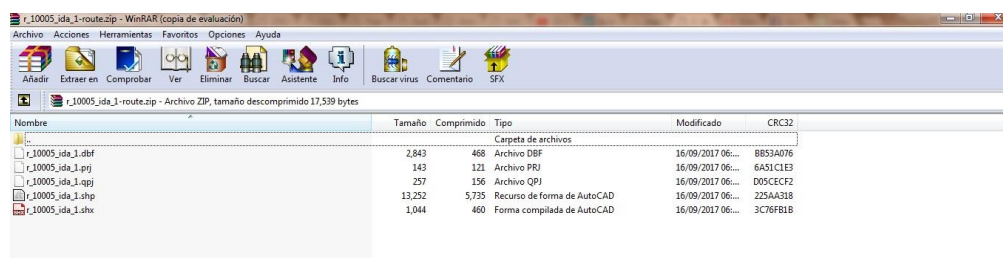 r_10005_ida_1-route.zip - WinRAR (copia de evaluación)
Archivo Acciones Herramientas Favoritos Opciones Ayuda
Añadir Extraer en Comprobar Ver Eliminar Buscar Asistente Info Buscar virus Comentario SFX
r_10005_ida_1-route.zip - Archivo ZIP, tamaño descomprimido 17,539 bytes
Nombre Tamaño Comprimido Tipo Modificado CRC32
.. Carpeta de archivos
r_10005_ida_1.dbf 2,843 468 Archivo DBF 16/09/2017 06:... BB53A076
r_10005_ida_1.prj 143 121 Archivo PRJ 16/09/2017 06:... 6A51C1E3
r_10005_ida_1.qpj 257 156 Archivo QPJ 16/09/2017 06:... D05CECF2
r_10005_ida_1.shp 13,252 5,735 Recurso de forma de AutoCAD 16/09/2017 06:... 225AA318
r_10005_ida_1.shx 1,044 460 Forma compilada de AutoCAD 16/09/2017 06:... 3C76FB1B